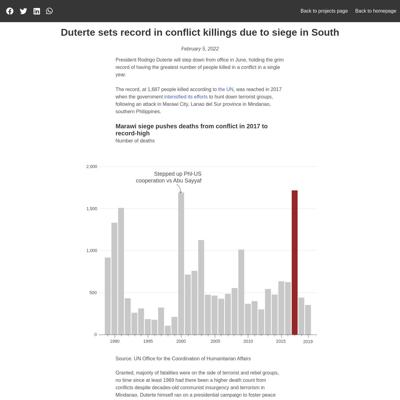 Back to projects page
Back to homepage
Duterte sets record in conflict killings due to siege in South
February 5, 2022
President Rodrigo Duterte will step down from office in June, holding the grim
record of having the greatest number of people killed in a conflict in a single
year.
The record, at 1,687 people killed according to the UN, was reached in 2017
when the government intensified its efforts to hunt down terrorist groups,
following an attack in Marawi City, Lanao del Sur province in Mindanao,
southern Philippines.
Marawi siege pushes deaths from conflict in 2017 to
record-high
Number of deaths
2,000
Stepped up PH-US
cooperation vs Abu Sayyaf
1,500
1,000
500
0
1990
1995
2000
2005
2010
2015
2019
Source. UN Office for the Coordination of Humanitarian Affairs
Granted, majority of fatalities were on the side of terrorist and rebel groups,
no time since at least 1989 had there been a higher death count from
conflicts despite decades-old communist insurgency and terrorism in
Mindanao. Duterte himself ran on a presidential campaign to foster peace